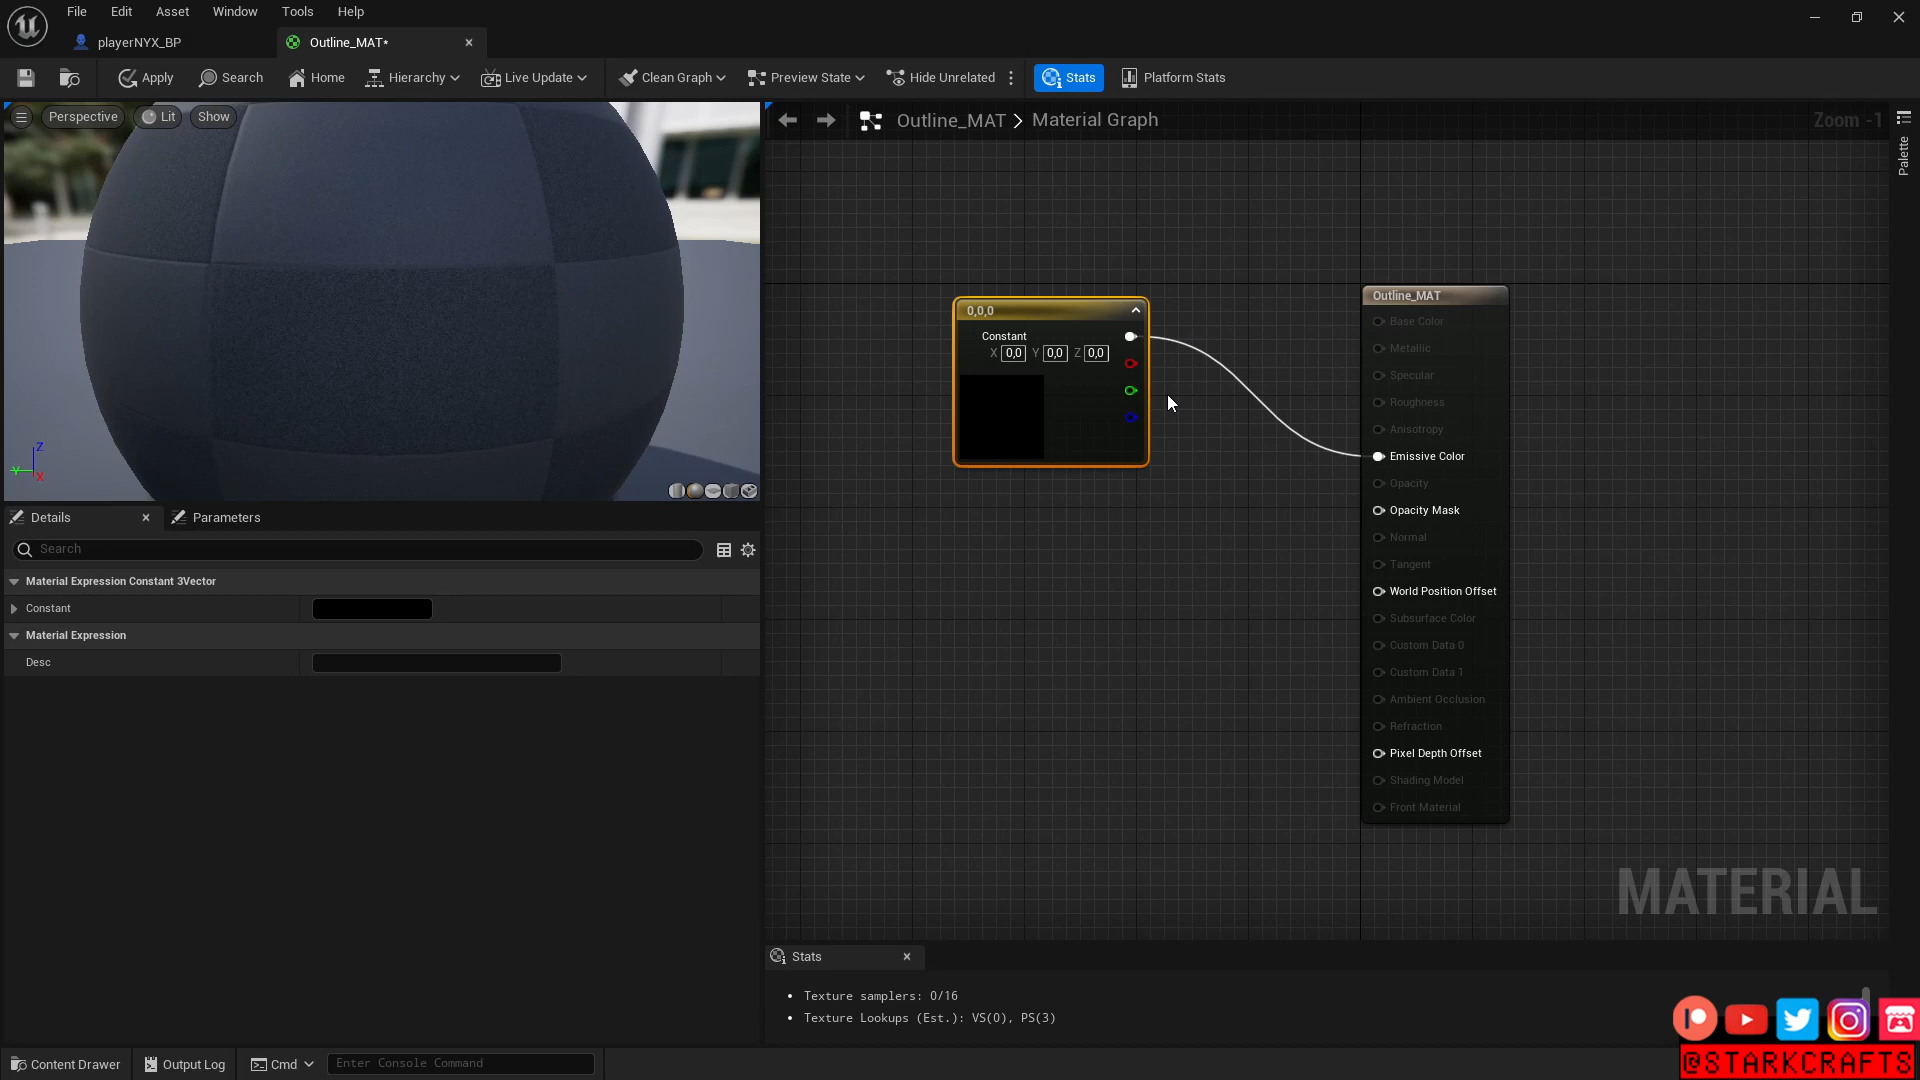 File Edit Asset Window Tools Help
playerNYX_BP
Outline_MAT*
Apply
Search
Home
Hierarchy
Live Update
Clean Graph
Preview State
Hide Unrelated
Stats
Platform Stats
Perspective
Lit
Show
Z
Y
X
Outline_MAT > Material Graph
Zoom -1
Palette
0,0,0
Constant
X 0,0 Y 0,0 Z 0,0
Outline_MAT
Base Color
Metallic
Specular
Roughness
Anisotropy
Emissive Color
Opacity
Opacity Mask
Normal
Tangent
World Position Offset
Subsurface Color
Custom Data 0
Custom Data 1
Ambient Occlusion
Refraction
Pixel Depth Offset
Shading Model
Front Material
MATERIAL
Details
Parameters
Search
Material Expression Constant 3Vector
Constant
Material Expression
Desc
Stats
Texture samplers: 0/16
Texture Lookups (Est.): VS(0), PS(3)
Content Drawer
Output Log
Cmd
Enter Console Command
@STARKCRAFTS